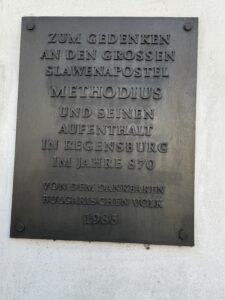 ZUM GEDENKEN
AN DEN GROSSEN
SLAWENAPOSTEL
METHODIUS
UND SEINEN
AUFENTHALT
IN REGENSBURG
IM JAHRE 870
VON DEM DANKBAREN
BULGARISCHEN VOLK
1985